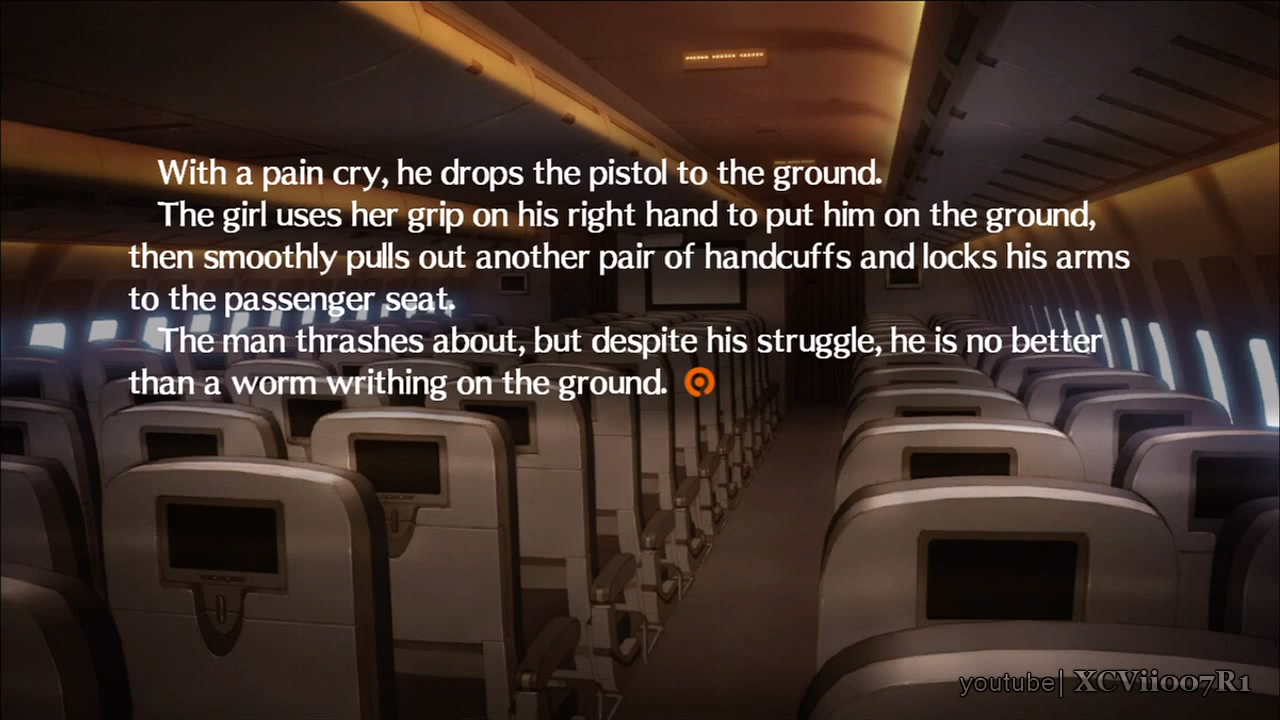 With a pain cry, he drops the pistol to the ground.
The girl uses her grip on his right hand to put him on the ground,
then smoothly pulls out another pair of handcuffs and locks his arms
to the passenger seat.
The man thrashes about, but despite his struggle, he is no better
than a worm writhing on the ground.
youtube| XCViii007R1